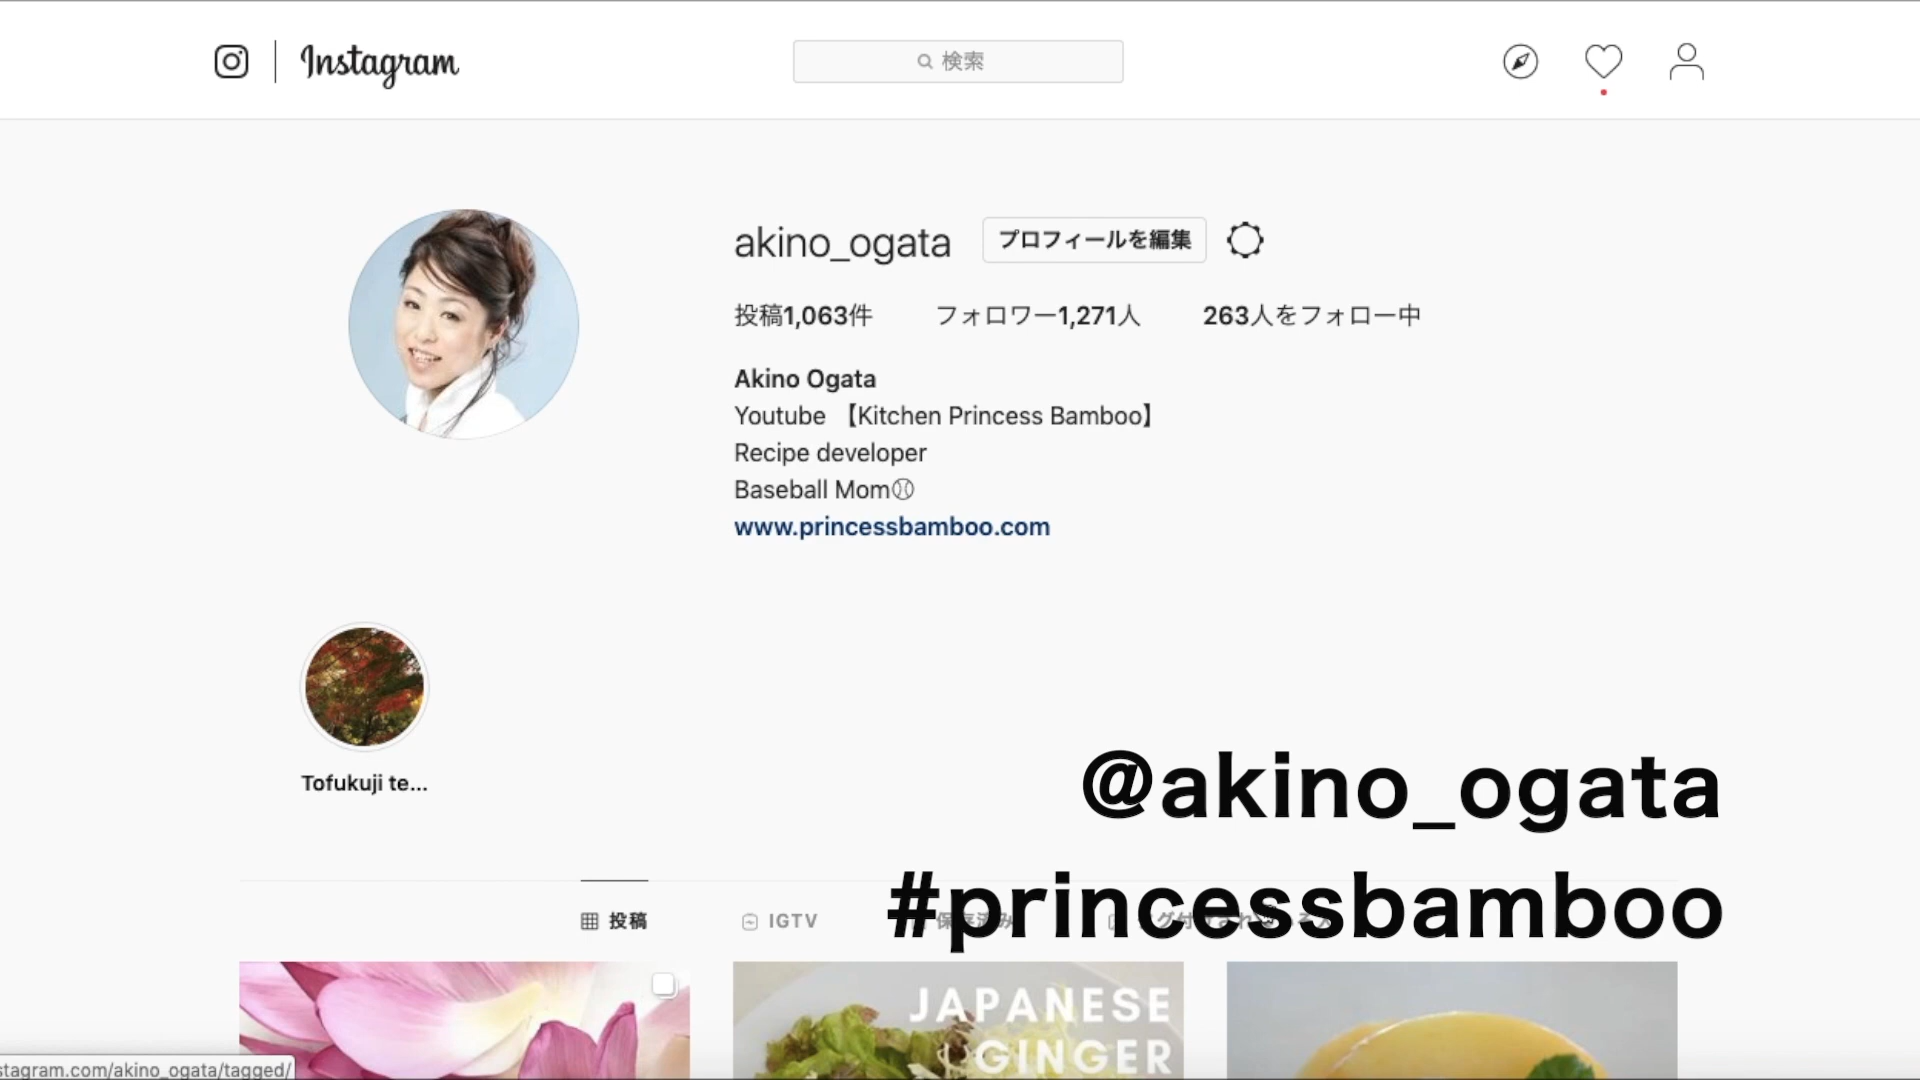 Instagram
検索
akino_ogata
プロフィールを編集
投稿1,063件 フォロワー1,271人 263人をフォロー中
Akino Ogata
Youtube 【Kitchen Princess Bamboo】
Recipe developer
Baseball Mom⚾
www.princessbamboo.com
Tofukuji te...
@akino_ogata
#princessbamboo
投稿 IGTV
JAPANESE
GINGER
stagram.com/akino_ogata/tagged/